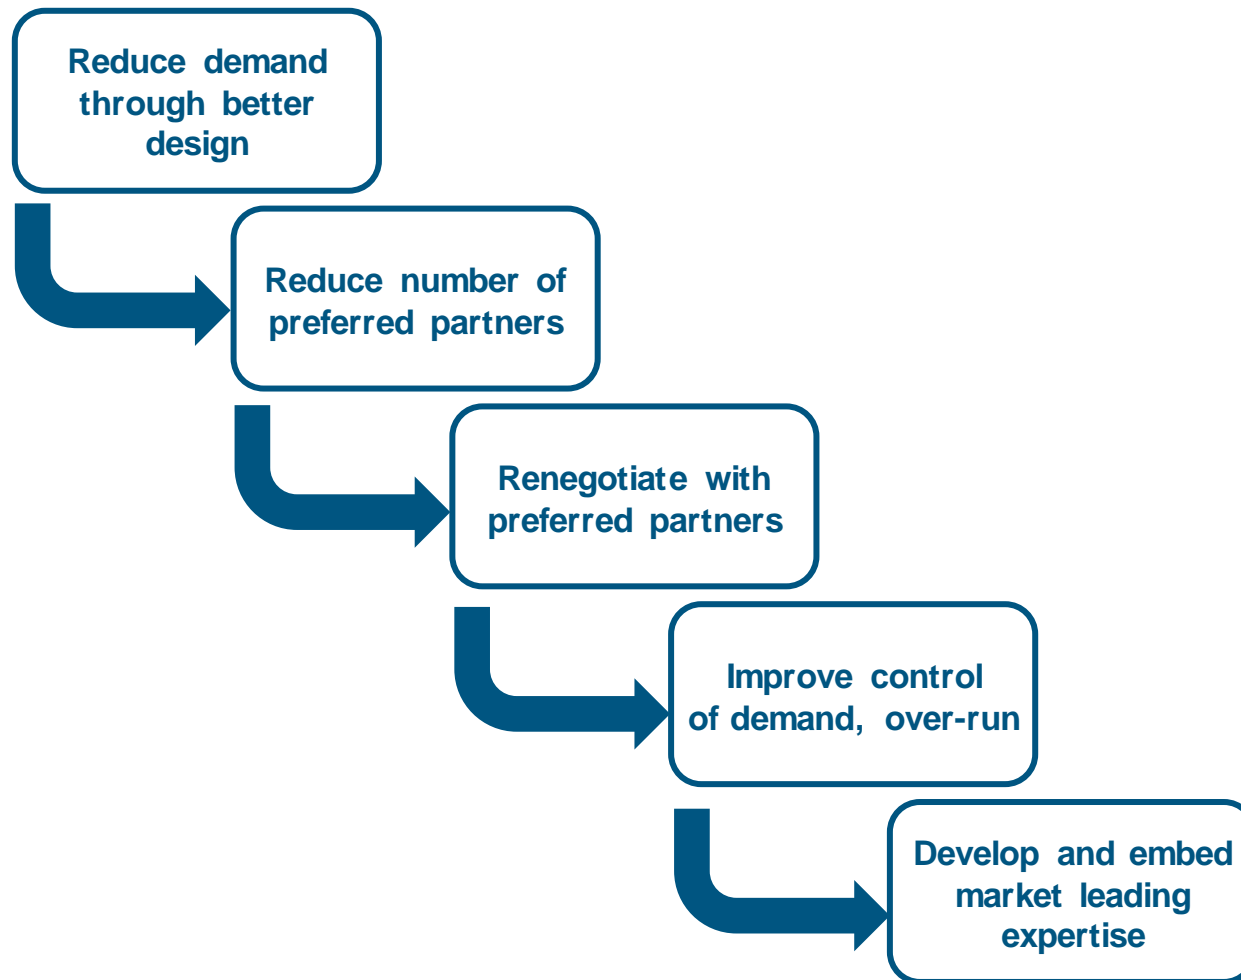 Reduce demand
through better
design
Reduce number of
preferred partners
Renegotiate with
preferred partners
Improve control
of demand, over-run
Develop and embed
market leading
expertise